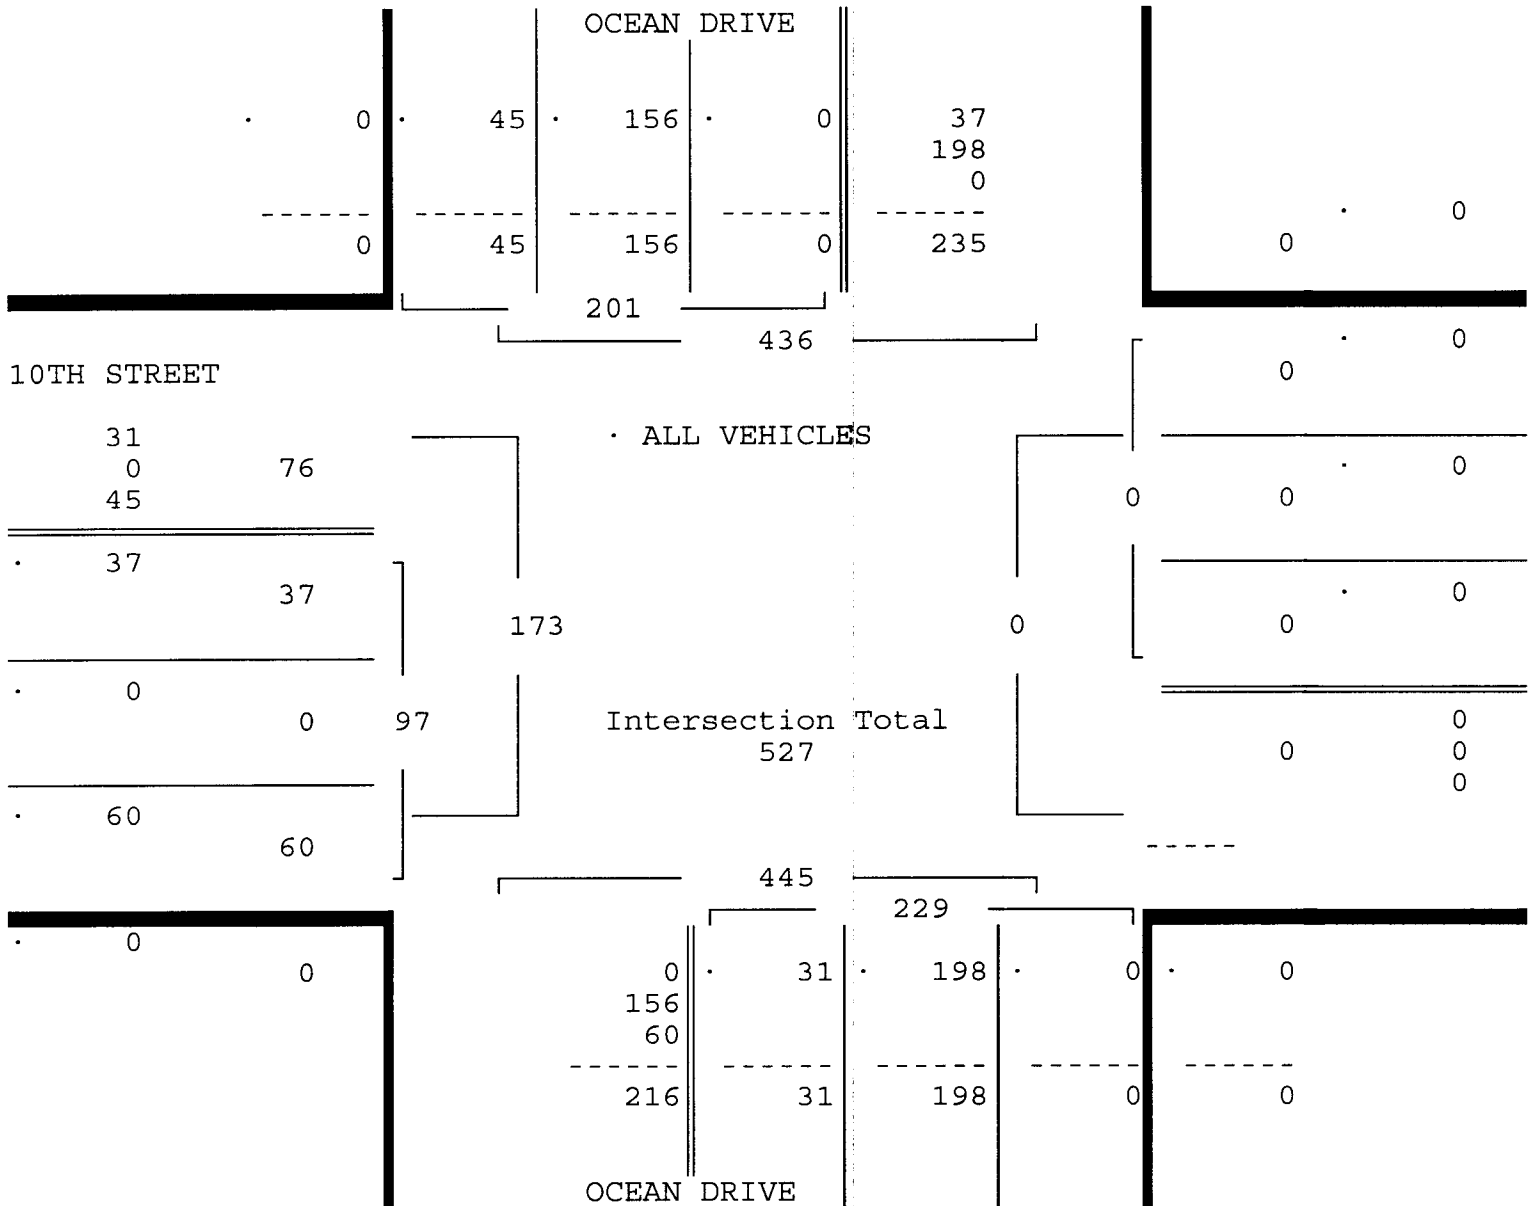 OCEAN DRIVE
· 0 · 45 · 156 · 0 37
198
0
· 0
------ ------ ------ ------ ------
0 45 156 0 235 0
201
436 · 0
10TH STREET 0
31 · ALL VEHICLES
0 76 · 0
45 0 0
· 37
37 · 0
173 0 0
· 0
0 97 Intersection Total 0
527 0 0
0
· 60
60 -----
445
229
· 0
0 0 · 31 · 198 · 0 · 0
156
60
------ ------ ------ ------ ------
216 31 198 0 0
OCEAN DRIVE